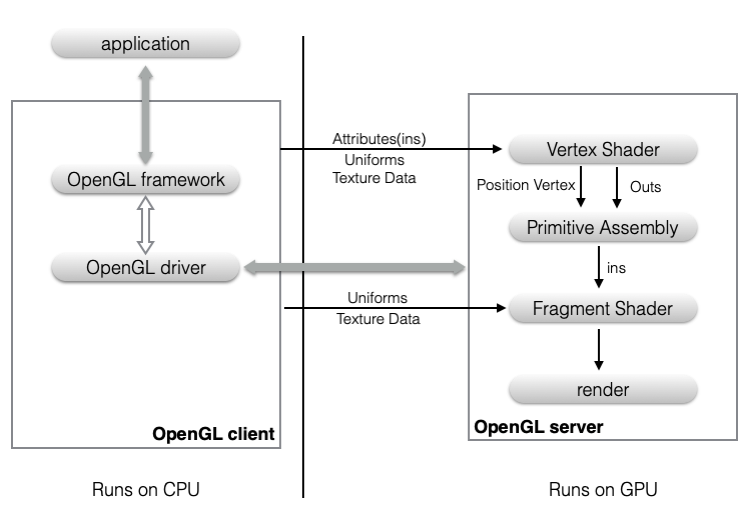 application
OpenGL framework
OpenGL driver
OpenGL client
Runs on CPU
Attributes(ins)
Uniforms
Texture Data
Uniforms
Texture Data
Vertex Shader
Position Vertex
Outs
Primitive Assembly
ins
Fragment Shader
render
OpenGL server
Runs on GPU